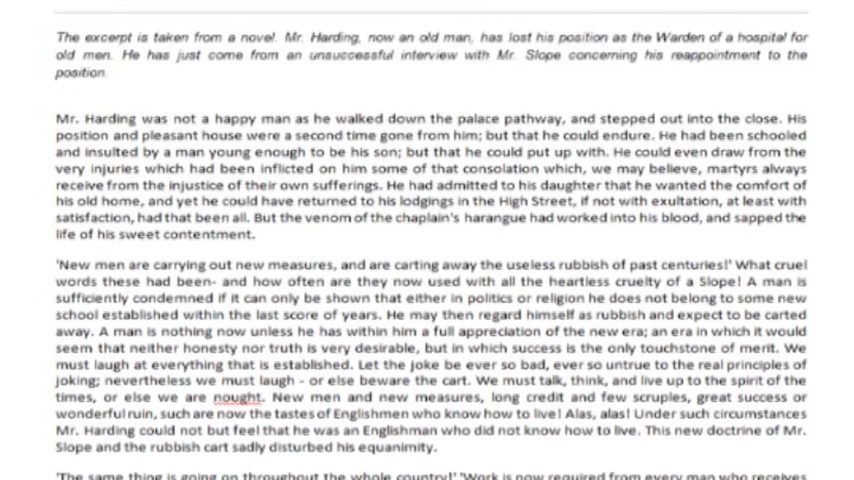 The excerpt is taken from a novel. Mr. Harding, now an old man, has lost his position as the Warden of a hospital for
old men. He has just come from an unsuccessful interview with Mr. Slope concerning his reappointment to the
position.
Mr. Harding was not a happy man as he walked down the palace pathway, and stepped out into the close. His
position and pleasant house were a second time gone from him; but that he could endure. He had been schooled
and insulted by a man young enough to be his son; but that he could put up with. He could even draw from the
very injuries which had been inflicted on him some of that consolation which, we may believe, martyrs always
receive from the injustice of their own sufferings. He had admitted to his daughter that he wanted the comfort of
his old home, and yet he could have returned to his lodgings in the High Street, if not with exultation, at least with
satisfaction, had that been all. But the venom of the chaplain's harangue had worked into his blood, and sapped the
life of his sweet contentment.
'New men are carrying out new measures, and are carting away the useless rubbish of past centuries!' What cruel
words these had been- and how often are they now used with all the heartless cruelty of a Slope! A man is
sufficiently condemned if it can only be shown that either in politics or religion he does not belong to some new
school established within the last score of years. He may then regard himself as rubbish and expect to be carted
away. A man is nothing now unless he has within him a full appreciation of the new era; an era in which it would
seem that neither honesty nor truth is very desirable, but in which success is the only touchstone of merit. We
must laugh at everything that is established. Let the joke be ever so bad, ever so untrue to the real principles of
joking; nevertheless we must laugh - or else beware the cart. We must talk, think, and live up to the spirit of the
times, or else we are nought. New men and new measures, long credit and few scruples, great success or
wonderful ruin, such are now the tastes of Englishmen who know how to live! Alas, alas! Under such circumstances
Mr. Harding could not but feel that he was an Englishman who did not know how to live. This new doctrine of Mr.
Slope and the rubbish cart sadly disturbed his equanimity.
'The same thing is going on throughout the whole country!' 'Work is now required from every man who receives